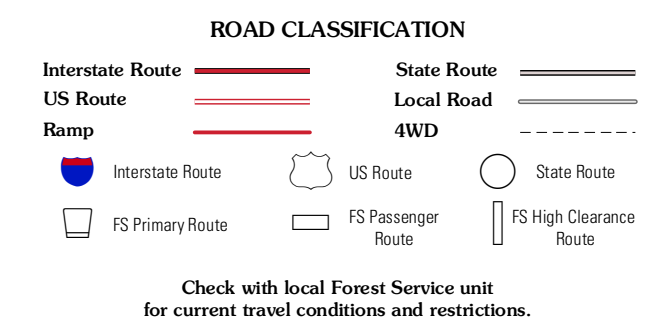 ROAD CLASSIFICATION
Interstate Route
State Route
US Route
Local Road
Ramp
4WD
Interstate Route
US Route
State Route
FS Primary Route
FS Passenger
Route
FS High Clearance
Route
Check with local Forest Service unit
for current travel conditions and restrictions.